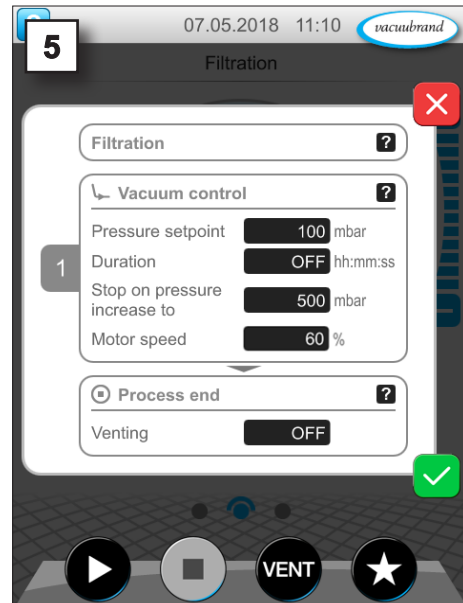 07.05.2018 11:10 vacuubrand
5
Filtration
Filtration ?
Vacuum control ?
1
Pressure setpoint 100 mbar
Duration OFF hh:mm:ss
Stop on pressure
increase to 500 mbar
Motor speed 60 %
Process end ?
Venting OFF
VENT